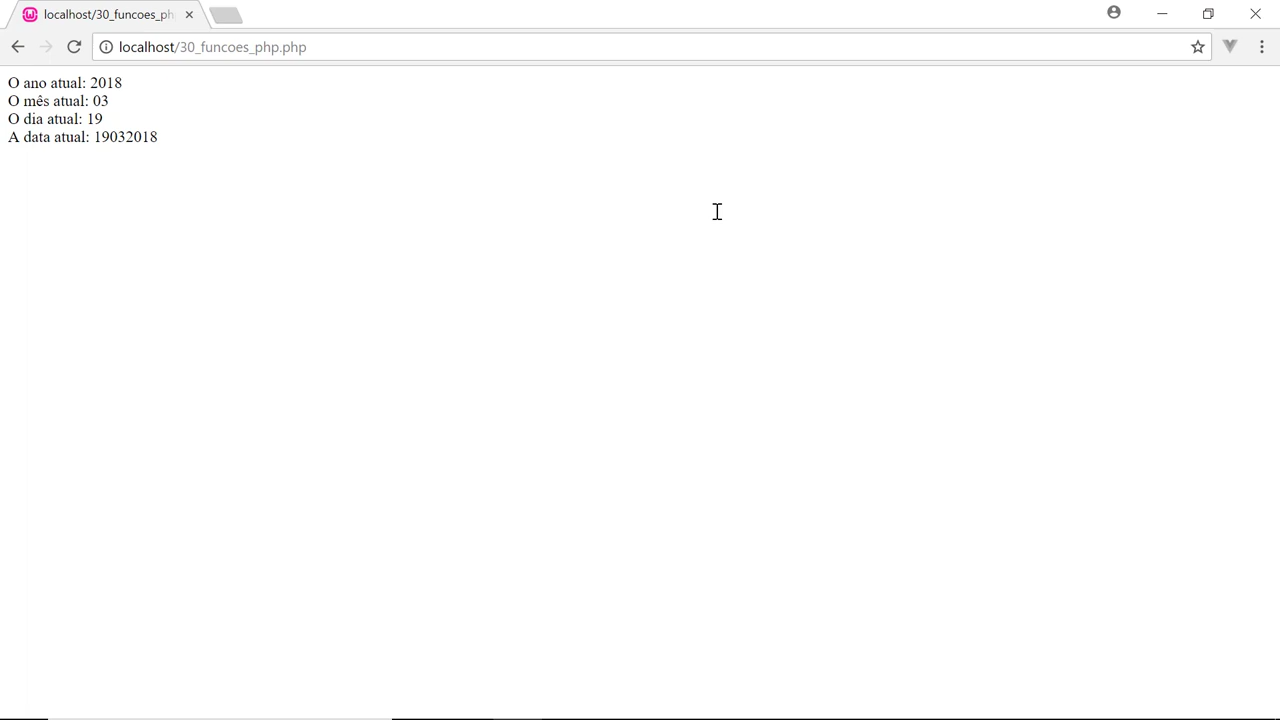 localhost/30_funcoes_ph
localhost/30_funcoes_php.php
O ano atual: 2018
O mês atual: 03
O dia atual: 19
A data atual: 19032018